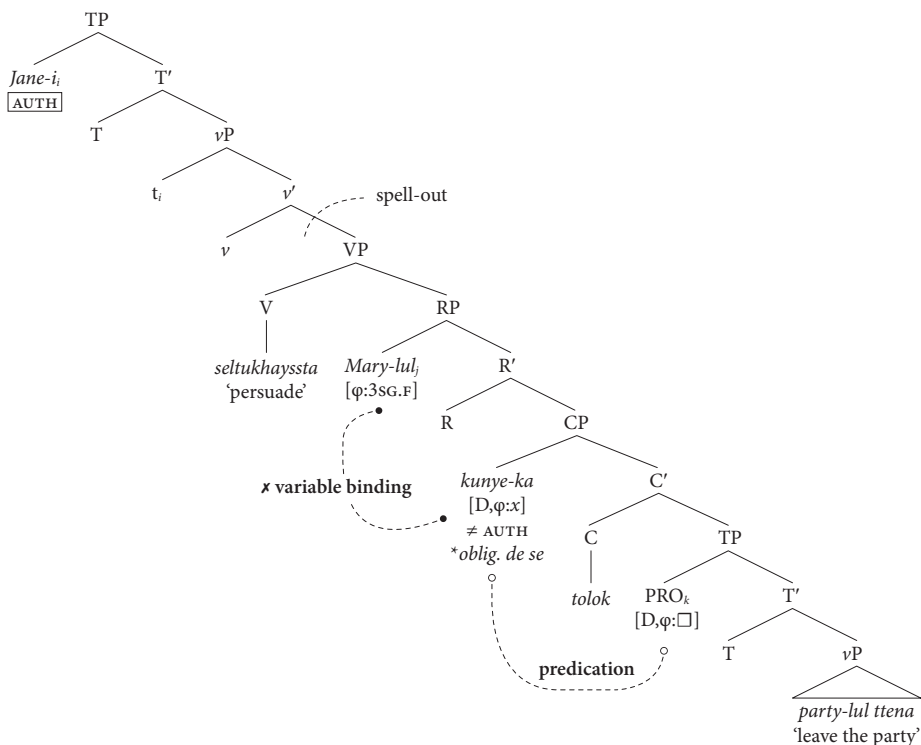 TP
Jane-iᵢ T′
AUTH
T vP
tᵢ v′ spell-out
v VP
V RP
seltukhayssta Mary-lulⱼ R′
‘persuade’ [φ:3SG.F]
R CP
kunye-ka C′
✗ variable binding [D,φ:x]
≠ AUTH C TP
*oblig. de se
tolok PROₖ T′
[D,φ:❒]
T vP
predication
party-lul ttena
‘leave the party’